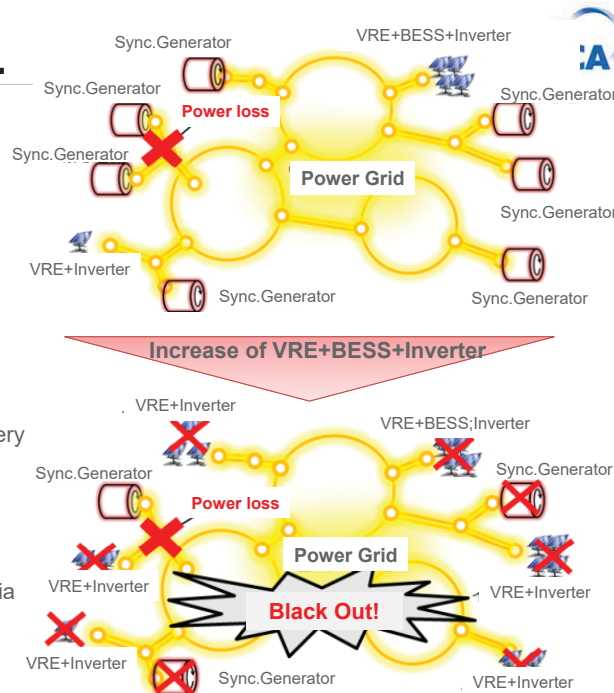 Sync.Generator
VRE+BESS+Inverter
CA
Sync.Generator
Sync.Generator
Power loss
Sync.Generator
Power Grid
Sync.Generator
VRE+Inverter
Sync.Generator
Sync.Generator
Increase of VRE+BESS+Inverter
VRE+Inverter
VRE+BESS;Inverter
ery
Sync.Generator
Power loss
Power Grid
VRE+Inverter
ia
VRE+Inverter
Black Out!
VRE+Inverter
Sync.Generator
VRE+Inverter